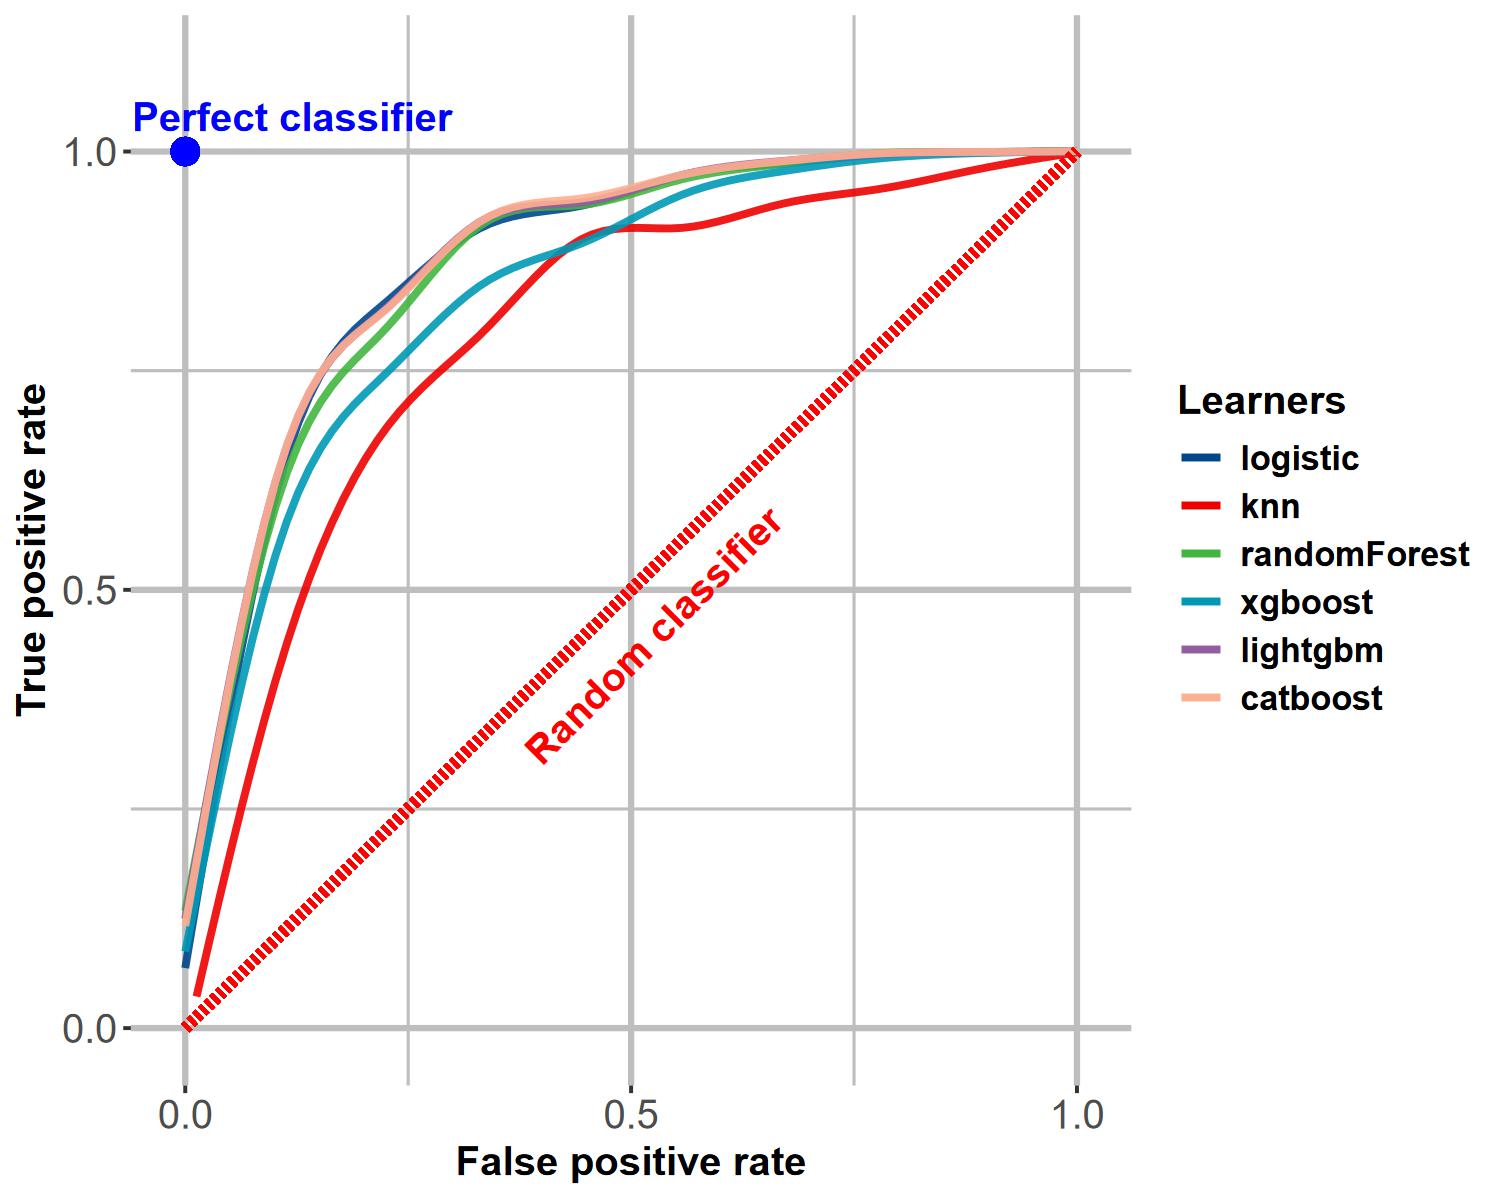 Perfect classifier
1.0
0.5
0.0
True positive rate
Random classifier
0.0
0.5
1.0
False positive rate
Learners
logistic
knn
randomForest
xgboost
lightgbm
catboost